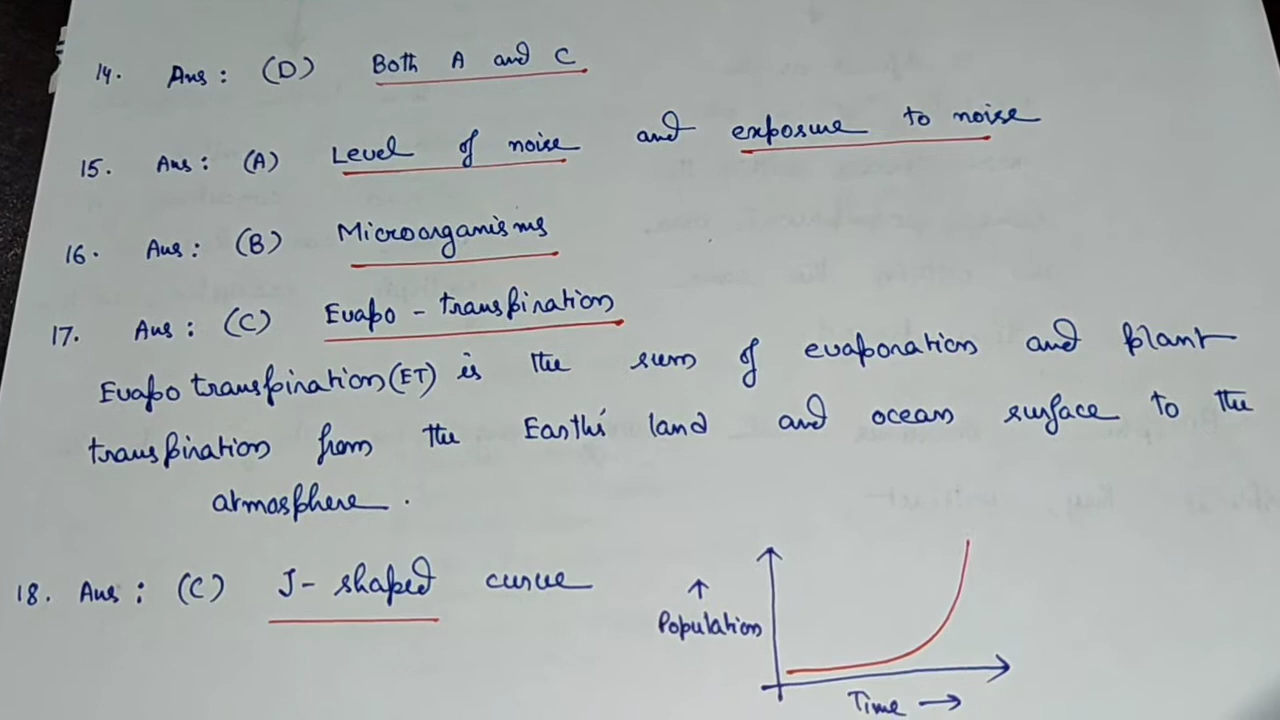 14. Ans: (D) Both A and C
15. Ans: (A) Level of noise and exposure to noise
16. Ans: (B) Microorganisms
17. Ans: (C) Evapo - transpiration
Evapo transpiration (ET) is the sum of evaporation and plant
transpiration from the Earth's land and ocean surface to the
atmosphere.
18. Ans: (C) J- shaped curve
↑
Population
Time →